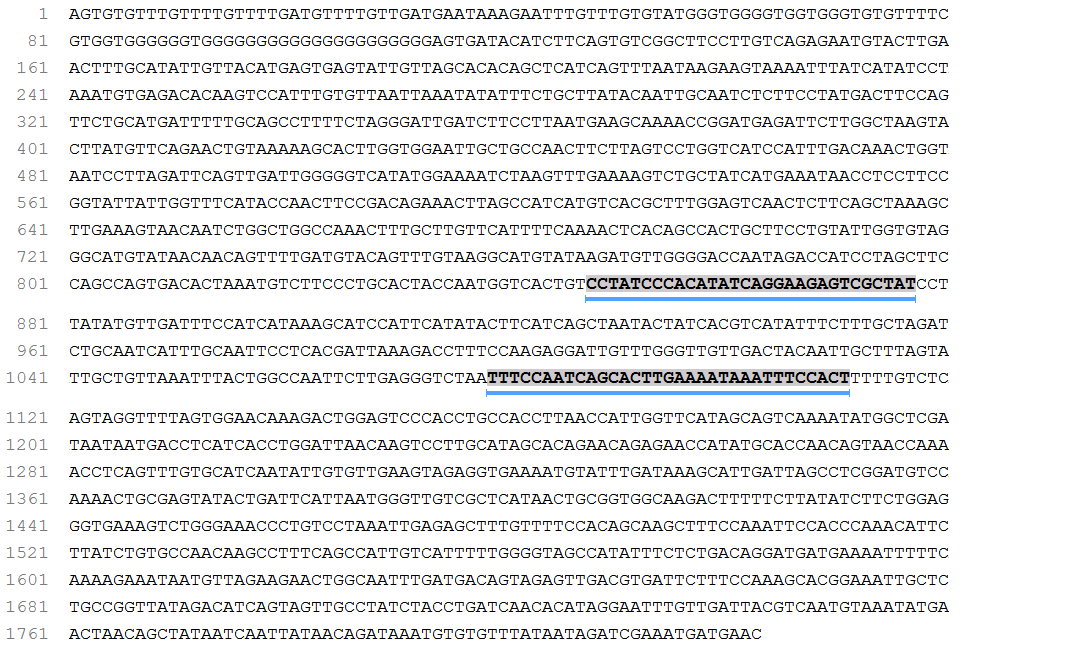 1 AGTGTGTTTGTTTTGTTTTGATGTTTTGTTGATGAATAAAGAATTTGTTTGTGTATGGGTGGGGTGGTGGGTGTGTTTTC
81 GTGGTGGGGGGTGGGGGGGGGGGGGGGGGGGGGAGTGATACATCTTCAGTGTCGGCTTCCTTGTCAGAGAATGTACTTGA
161 ACTTTGCATATTGTTACATGAGTGAGTATTGTTAGCACACAGCTCATCAGTTTAATAAGAAGTAAAATTTATCATATCCT
241 AAATGTGAGACACAAGTCCATTTGTGTTAATTAAATATATTTCTGCTTATACAATTGCAATCTCTTCCTATGACTTCCAG
321 TTCTGCATGATTTTTGCAGCCTTTTCTAGGGATTGATCTTCCTTAATGAAGCAAAACCGGATGAGATTCTTGGCTAAGTA
401 CTTATGTTCAGAACTGTAAAAAGCACTTGGTGGAATTGCTGCCAACTTCTTAGTCCTGGTCATCCATTTGACAAACTGGT
481 AATCCTTAGATTCAGTTGATTGGGGGTCATATGGAAAATCTAAGTTTGAAAAGTCTGCTATCATGAAATAACCTCCTTCC
561 GGTATTATTGGTTTCATACCAACTTCCGACAGAAACTTAGCCATCATGTCACGCTTTGGAGTCAACTCTTCAGCTAAAGC
641 TTGAAAGTAACAATCTGGCTGGCCAAACTTTGCTTGTTCATTTTCAAAACTCACAGCCACTGCTTCCTGTATTGGTGTAG
721 GGCATGTATAACAACAGTTTTGATGTACAGTTTGTAAGGCATGTATAAGATGTTGGGGACCAATAGACCATCCTAGCTTC
801 CAGCCAGTGACACTAAATGTCTTCCCTGCACTACCAATGGTCACTGTCCTATCCCACATATCAGGAAGAGTCGCTATCCT
881 TATATGTTGATTTCCATCATAAAGCATCCATTCATATACTTCATCAGCTAATACTATCACGTCATATTTCTTTGCTAGAT
961 CTGCAATCATTTGCAATTCCTCACGATTAAAGACCTTTCCAAGAGGATTGTTTGGGTTGTTGACTACAATTGCTTTAGTA
1041 TTGCTGTTAAATTTACTGGCCAATTCTTGAGGGTCTAATTTCCAATCAGCACTTGAAAATAAATTTCCACTTTTTGTCTC
1121 AGTAGGTTTTAGTGGAACAAAGACTGGAGTCCCACCTGCCACCTTAACCATTGGTTCATAGCAGTCAAAATATGGCTCGA
1201 TAATAATGACCTCATCACCTGGATTAACAAGTCCTTGCATAGCACAGAACAGAGAACCATATGCACCAACAGTAACCAAA
1281 ACCTCAGTTTGTGCATCAATATTGTGTTGAAGTAGAGGTGAAAATGTATTTGATAAAGCATTGATTAGCCTCGGATGTCC
1361 AAAACTGCGAGTATACTGATTCATTAATGGGTTGTCGCTCATAACTGCGGTGGCAAGACTTTTTCTTATATCTTCTGGAG
1441 GGTGAAAGTCTGGGAAACCCTGTCCTAAATTGAGAGCTTTGTTTTCCACAGCAAGCTTTCCAAATTCCACCCAAACATTC
1521 TTATCTGTGCCAACAAGCCTTTCAGCCATTGTCATTTTTGGGGTAGCCATATTTCTCTGACAGGATGATGAAAATTTTTC
1601 AAAAGAAATAATGTTAGAAGAACTGGCAATTTGATGACAGTAGAGTTGACGTGATTCTTTCCAAAGCACGGAAATTGCTC
1681 TGCCGGTTATAGACATCAGTAGTTGCCTATCTACCTGATCAACACATAGGAATTTGTTGATTACGTCAATGTAAATATGA
1761 ACTAACAGCTATAATCAATTATAACAGATAAATGTGTGTTTATAATAGATCGAAATGATGAAC